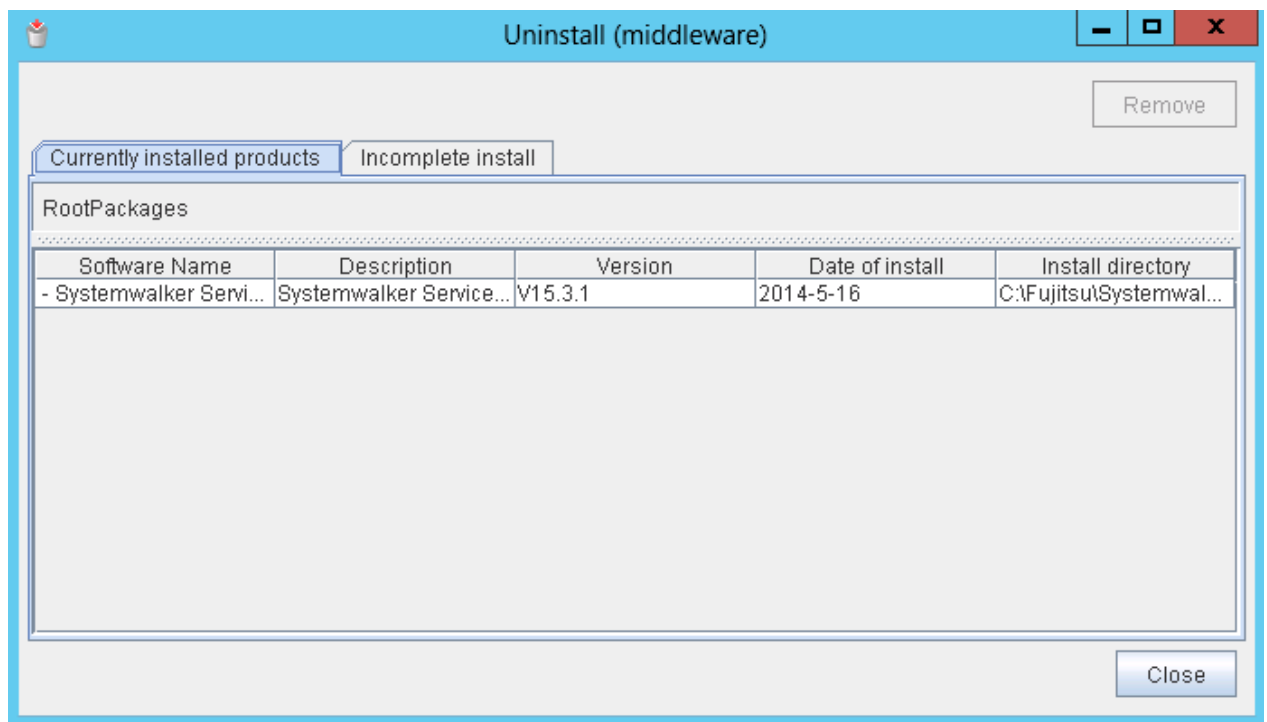 Uninstall (middleware)
Remove
Currently installed products Incomplete install
RootPackages
Software Name Description Version Date of install Install directory
- Systemwalker Servi... Systemwalker Service... V15.3.1 2014-5-16 C:\Fujitsu\Systemwal...
Close